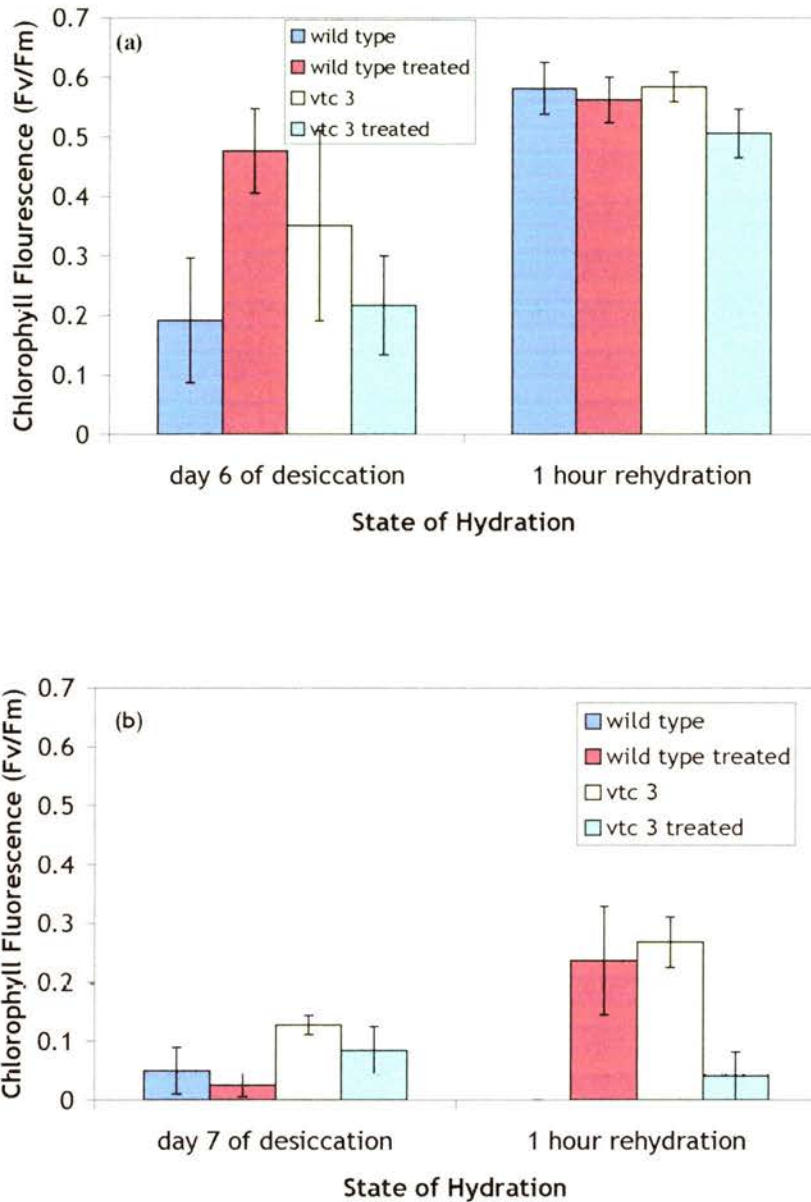 (a)
wild type
wild type treated
vtc 3
vtc 3 treated
Chlorophyll Flourescence (Fv/Fm)
0.7
0.6
0.5
0.4
0.3
0.2
0.1
0
day 6 of desiccation 1 hour rehydration
State of Hydration
(b)
wild type
wild type treated
vtc 3
vtc 3 treated
Chlorophyll Fluorescence (Fv/Fm)
0.7
0.6
0.5
0.4
0.3
0.2
0.1
0
day 7 of desiccation 1 hour rehydration
State of Hydration